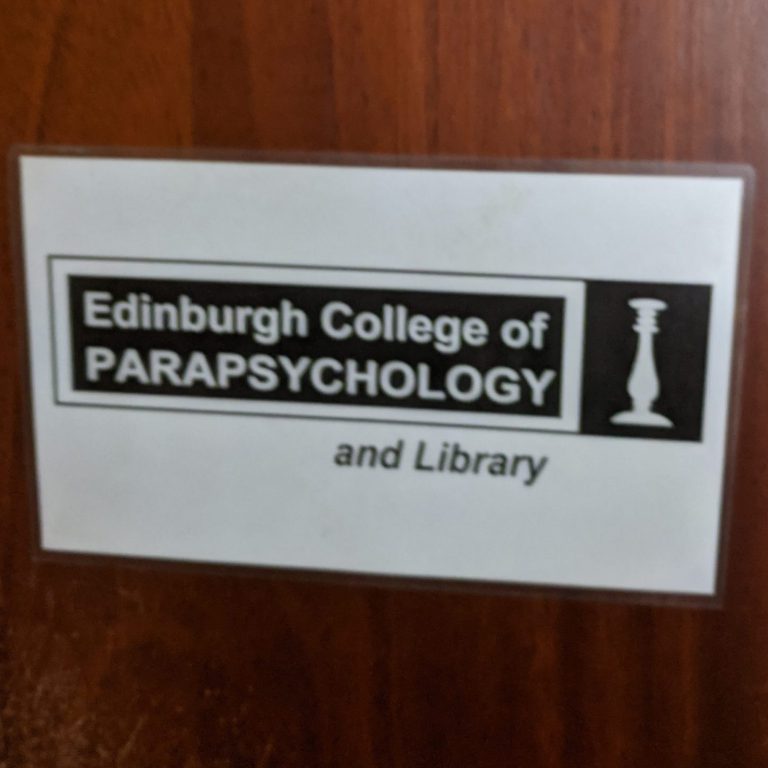 Edinburgh College of
PARAPSYCHOLOGY
and Library